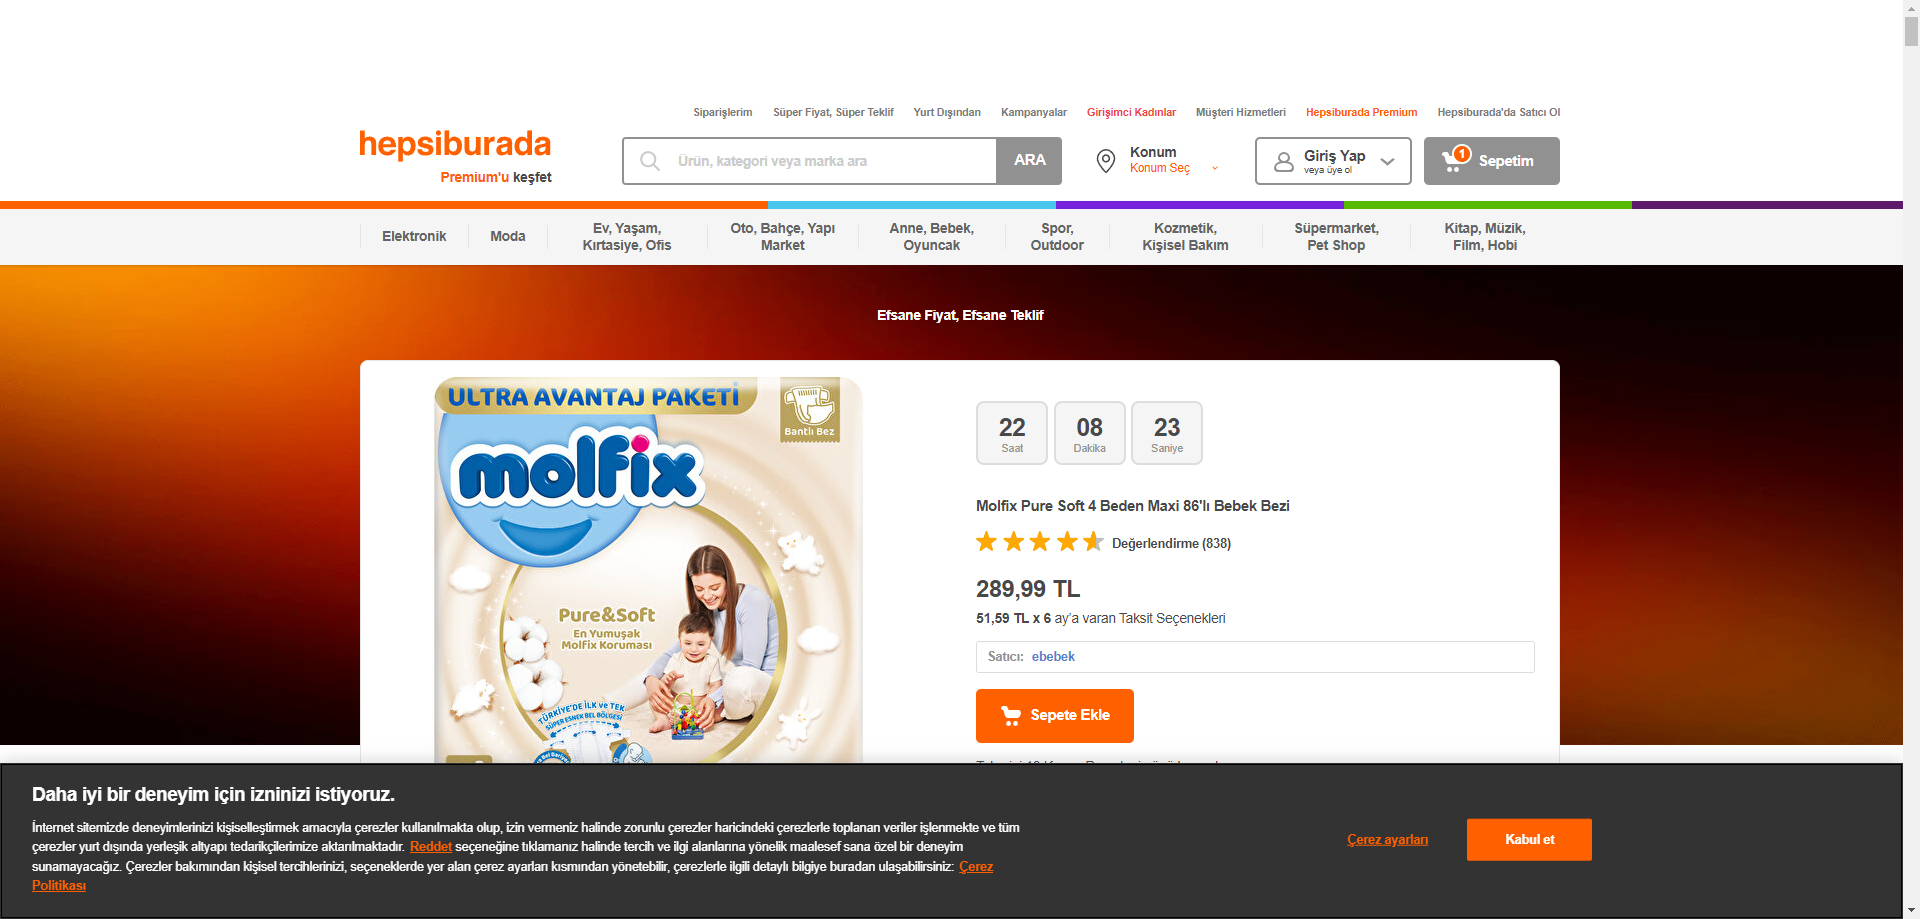 Siparişlerim Süper Fiyat, Süper Teklif Yurt Dışından Kampanyalar Girişimci Kadınlar Müşteri Hizmetleri Hepsiburada Premium Hepsiburada'da Satıcı Ol
hepsiburada
Premium'u keşfet
Ürün, kategori veya marka ara
ARA
Konum
Konum Seç
Giriş Yap
veya üye ol
1
Sepetim
Elektronik
Moda
Ev, Yaşam,
Kırtasiye, Ofis
Oto, Bahçe, Yapı
Market
Anne, Bebek,
Oyuncak
Spor,
Outdoor
Kozmetik,
Kişisel Bakım
Süpermarket,
Pet Shop
Kitap, Müzik,
Film, Hobi
Efsane Fiyat, Efsane Teklif
ULTRA AVANTAJ PAKETİ
Bantlı Bez
molfix
Pure&Soft
En Yumuşak
Molfix Koruması
TÜRKİYE'DE İLK ve TEK
SÜPER ESNEK BEL BÖLGESİ
22 08 23
Saat Dakika Saniye
Molfix Pure Soft 4 Beden Maxi 86'lı Bebek Bezi
Değerlendirme (838)
289,99 TL
51,59 TL x 6 ay'a varan Taksit Seçenekleri
Satıcı: ebebek
Sepete Ekle
Daha iyi bir deneyim için izninizi istiyoruz.
İnternet sitemizde deneyimlerinizi kişiselleştirmek amacıyla çerezler kullanılmakta olup, izin vermeniz halinde zorunlu çerezler haricindeki çerezlerle toplanan veriler işlenmekte ve tüm
çerezler yurt dışında yerleşik altyapı tedarikçilerimize aktarılmaktadır. Reddet seçeneğine tıklamanız halinde tercih ve ilgi alanlarına yönelik maalesef sana özel bir deneyim
sunamayacağız. Çerezler bakımından kişisel tercihlerinizi, seçeneklerde yer alan çerez ayarları kısmından yönetebilir, çerezlerle ilgili detaylı bilgiye buradan ulaşabilirsiniz: Çerez
Politikası
Çerez ayarları
Kabul et